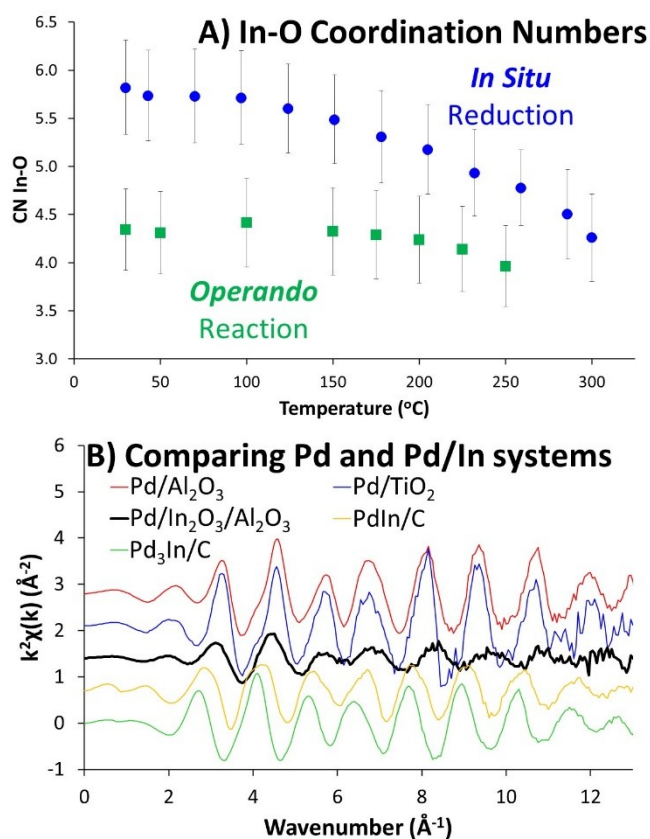 A) In-O Coordination Numbers
6.5
6.0
5.5
5.0
4.5
4.0
3.5
3.0
CN In-O
In Situ
Reduction
Operando
Reaction
0
50
100
150
200
250
300
Temperature (°C)
B) Comparing Pd and Pd/In systems
Pd/Al₂O₃
Pd/TiO₂
Pd/In₂O₃/Al₂O₃
PdIn/C
Pd₃In/C
6
5
4
3
2
1
0
-1
k²χ(k) (Å⁻²)
0
2
4
6
8
10
12
Wavenumber (Å⁻¹)